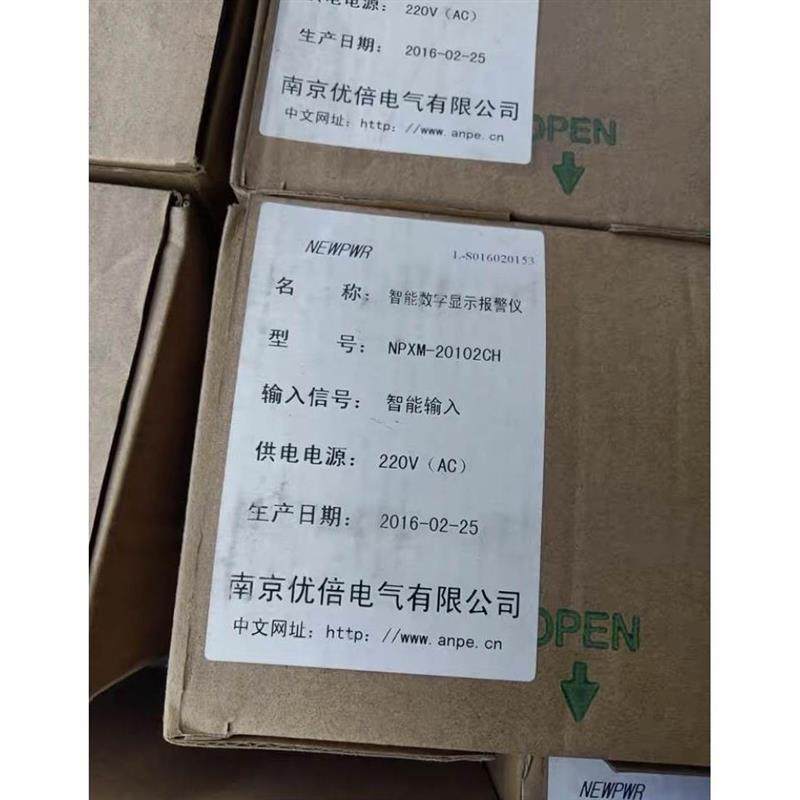 供电电源： 220V（AC）
生产日期： 2016-02-25
南京优倍电气有限公司
中文网址：http：//www.anpe.cn
OPEN
NEWPWR
L-S016020153
名　称：智能数字显示报警仪
型　号：NPXM-20102CH
输入信号：智能输入
供电电源：220V（AC）
生产日期：2016-02-25
南京优倍电气有限公司
中文网址：http：//www.anpe.cn
OPEN
NEWPWR